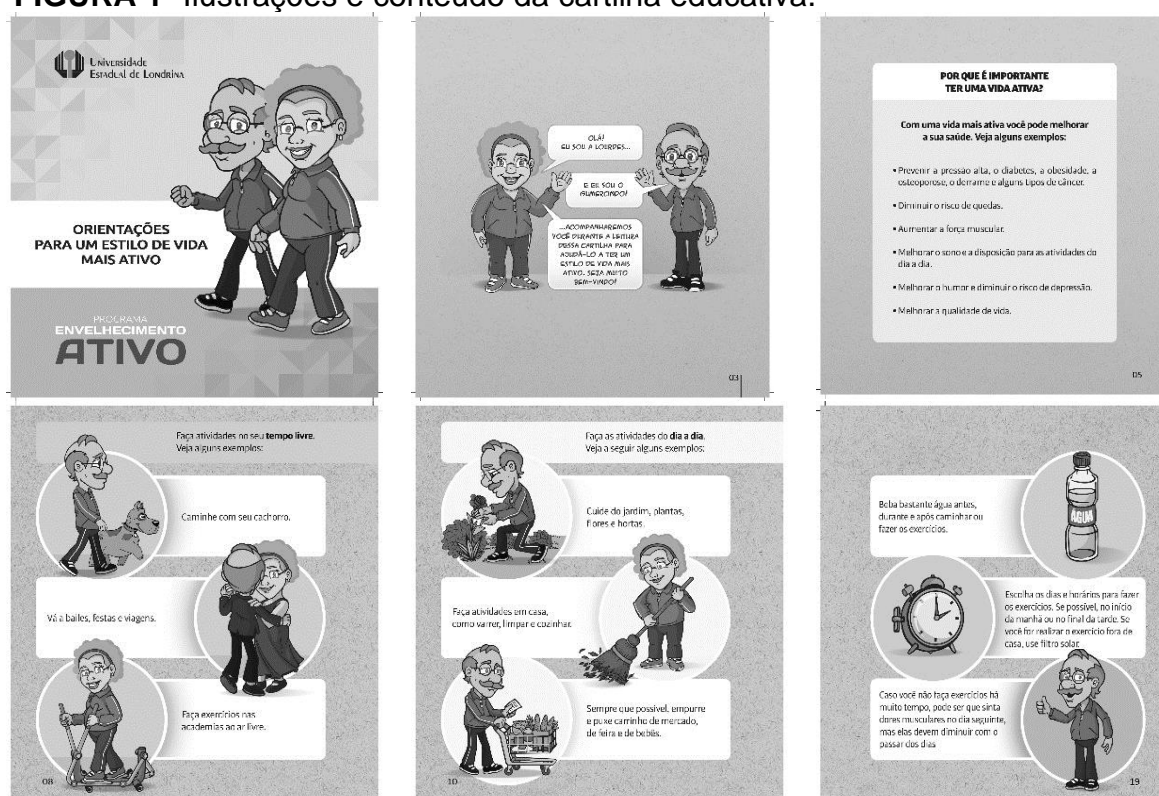 FIGURA 1- Ilustrações e conteúdo da cartilha educativa.
UNIVERSIDADE
ESTADUAL DE LONDRINA
ORIENTAÇÕES
PARA UM ESTILO DE VIDA
MAIS ATIVO
PROGRAMA
ENVELHECIMENTO
ATIVO
OLÁ!
EU SOU A LOURDES...
E EU SOU O
GUMERCINDO!
...ACOMPANHAREMOS
VOCÊ DURANTE A LEITURA
DESSA CARTILHA PARA
AJUDÁ-LO A TER UM
ESTILO DE VIDA MAIS
ATIVO. SEJA MUITO
BEM-VINDO!
03
POR QUE É IMPORTANTE
TER UMA VIDA ATIVA?
Com uma vida mais ativa você pode melhorar
a sua saúde. Veja alguns exemplos:
• Prevenir a pressão alta, o diabetes, a obesidade, a
osteoporose, o derrame e alguns tipos de câncer.
• Diminuir o risco de quedas.
• Aumentar a força muscular.
• Melhorar o sono e a disposição para as atividades do
dia a dia.
• Melhorar o humor e diminuir o risco de depressão.
• Melhorar a qualidade de vida.
05
Faça atividades no seu tempo livre.
Veja alguns exemplos:
Caminhe com seu cachorro.
Vá a bailes, festas e viagens.
Faça exercícios nas
academias ao ar livre.
08
Faça as atividades do dia a dia.
Veja a seguir alguns exemplos:
Cuide do jardim, plantas,
flores e hortas.
Faça atividades em casa,
como varrer, limpar e cozinhar.
Sempre que possível, empurre
e puxe carrinho de mercado,
de feira e de bebês.
10
Beba bastante água antes,
durante e após caminhar ou
fazer os exercícios.
ÁGUA
Escolha os dias e horários para fazer
os exercícios. Se possível, no início
da manhã ou no final da tarde. Se
você for realizar o exercício fora de
casa, use filtro solar.
Caso você não faça exercícios há
muito tempo, pode ser que sinta
dores musculares no dia seguinte,
mas elas devem diminuir com o
passar dos dias
19